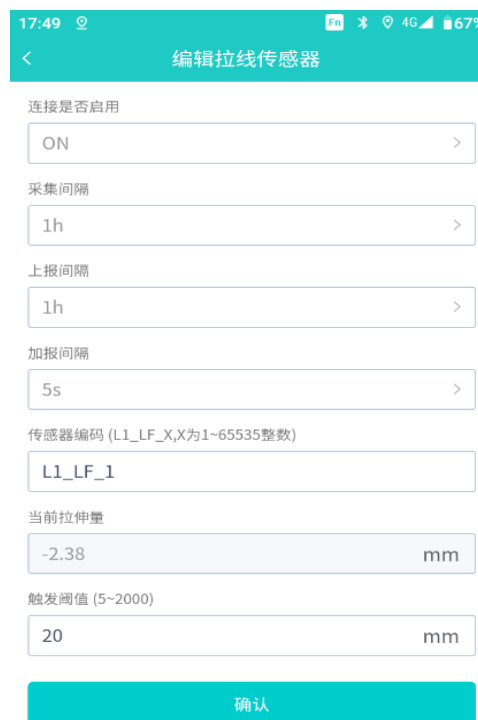 17:49 Fn 4G 67%
编辑拉线传感器
连接是否启用
ON
采集间隔
1h
上报间隔
1h
加报间隔
5s
传感器编码 (L1_LF_X,X为1~65535整数)
L1_LF_1
当前拉伸量
-2.38 mm
触发阈值 (5~2000)
20 mm
确认